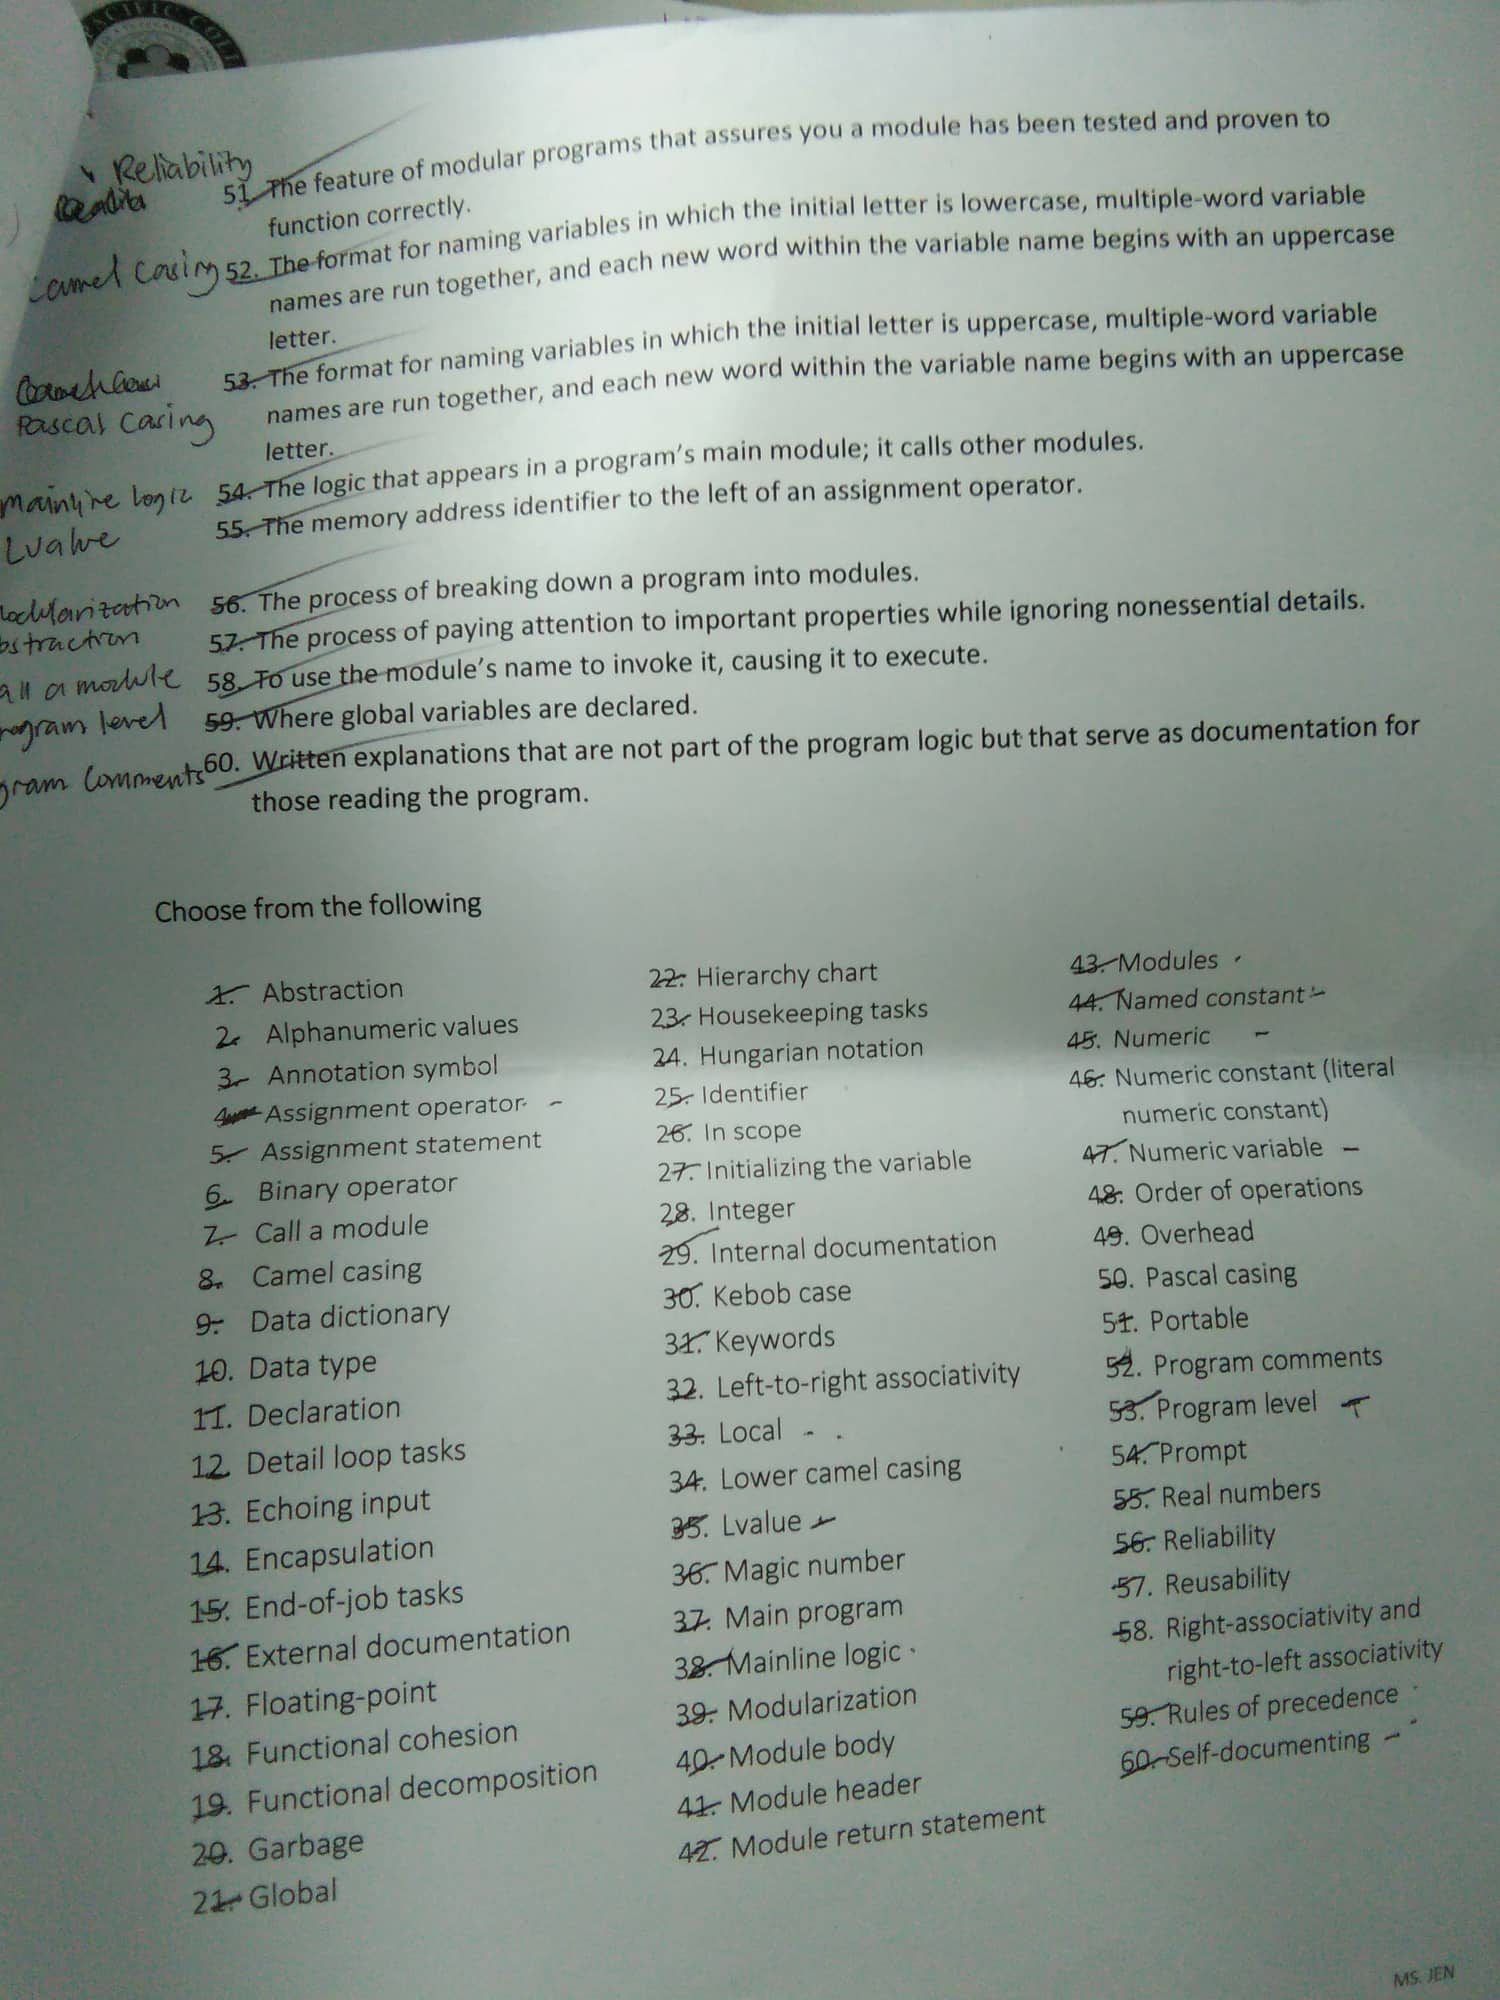 PACIFIC COLL
Reliability
51. The feature of modular programs that assures you a module has been tested and proven to
function correctly.
Camel Casing 52. The format for naming variables in which the initial letter is lowercase, multiple-word variable
names are run together, and each new word within the variable name begins with an uppercase
letter.
53. The format for naming variables in which the initial letter is uppercase, multiple-word variable
Pascal Casing
names are run together, and each new word within the variable name begins with an uppercase
letter.
Mainline logic 54. The logic that appears in a program's main module; it calls other modules.
Lvalue 55. The memory address identifier to the left of an assignment operator.
odularization 56. The process of breaking down a program into modules.
bstraction 57. The process of paying attention to important properties while ignoring nonessential details.
all a module 58. To use the module's name to invoke it, causing it to execute.
rogram level 59. Where global variables are declared.
gram Comments 60. Written explanations that are not part of the program logic but that serve as documentation for
those reading the program.
Choose from the following
1. Abstraction
2. Alphanumeric values
3. Annotation symbol
4. Assignment operator
5. Assignment statement
6. Binary operator
7. Call a module
8. Camel casing
9. Data dictionary
10. Data type
11. Declaration
12. Detail loop tasks
13. Echoing input
14. Encapsulation
15. End-of-job tasks
16. External documentation
17. Floating-point
18. Functional cohesion
19. Functional decomposition
20. Garbage
21. Global
22. Hierarchy chart
23. Housekeeping tasks
24. Hungarian notation
25. Identifier
26. In scope
27. Initializing the variable
28. Integer
29. Internal documentation
30. Kebob case
31. Keywords
32. Left-to-right associativity
33. Local
34. Lower camel casing
35. Lvalue
36. Magic number
37. Main program
38. Mainline logic
39. Modularization
40. Module body
41. Module header
42. Module return statement
43. Modules
44. Named constant
45. Numeric
46. Numeric constant (literal
numeric constant)
47. Numeric variable
48. Order of operations
49. Overhead
50. Pascal casing
51. Portable
52. Program comments
53. Program level
54. Prompt
55. Real numbers
56. Reliability
57. Reusability
58. Right-associativity and
right-to-left associativity
59. Rules of precedence
60. Self-documenting
MS. JEN